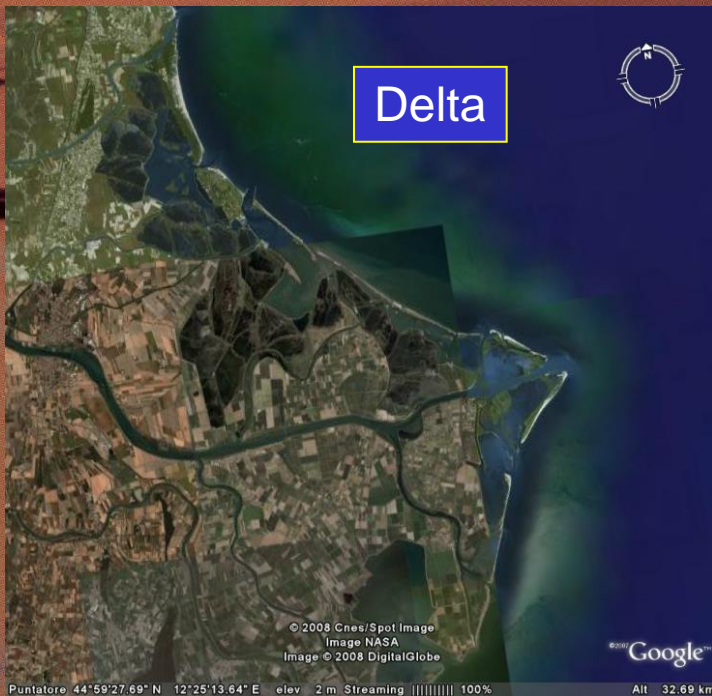 Delta
N
© 2008 Cnes/Spot Image
Image NASA
Image © 2008 DigitalGlobe
©2007 Google™
Puntatore 44°59'27.69" N 12°25'13.64" E elev 2 m Streaming |||||||||| 100% Alt 32.69 km